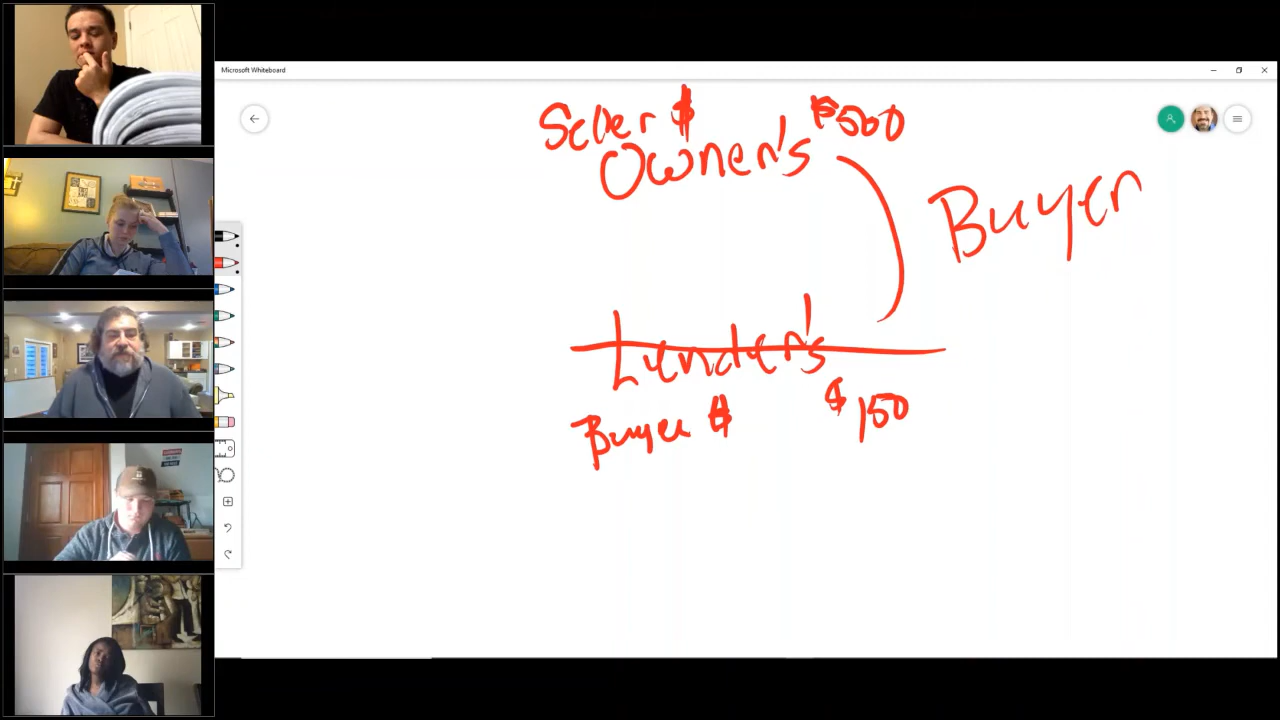 Microsoft Whiteboard
Seller $
Owner's $500
Buyer
Lender's
Buyer $ $150